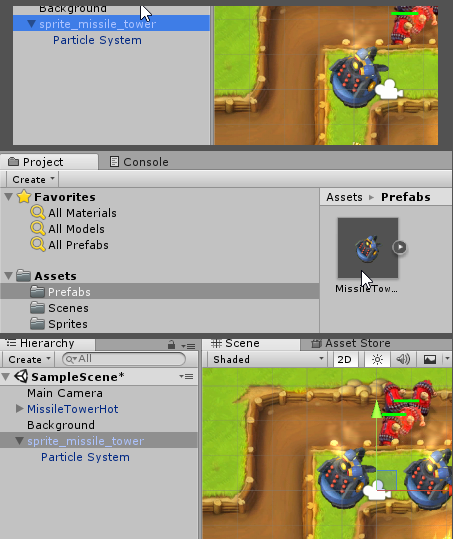 Background
sprite_missile_tower
Particle System
Project
Console
Create
Favorites
All Materials
All Models
All Prefabs
Assets
Prefabs
Scenes
Sprites
Assets ▸ Prefabs
MissileTow...
Hierarchy
Create
All
SampleScene*
Main Camera
MissileTowerHot
Background
sprite_missile_tower
Particle System
Scene
Asset Store
Shaded
2D